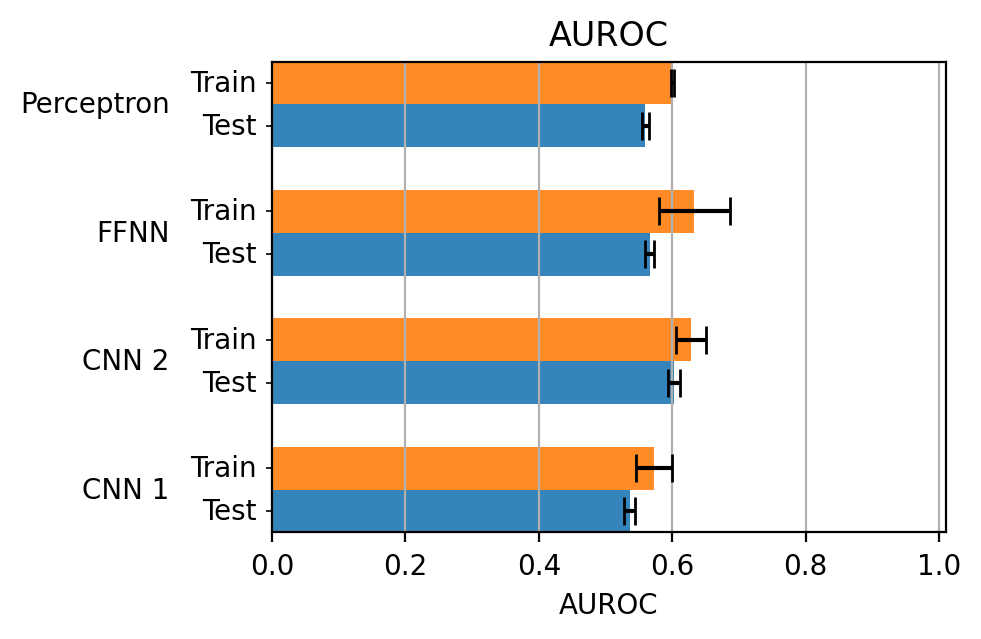 AUROC
Perceptron
Train
Test
FFNN
Train
Test
CNN 2
Train
Test
CNN 1
Train
Test
0.0 0.2 0.4 0.6 0.8 1.0
AUROC